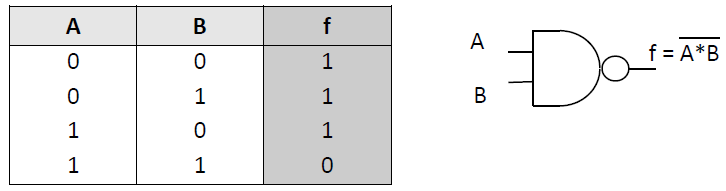 A B f
0 0 1
0 1 1
1 0 1
1 1 0
A
B
f = A̅*̅B̅